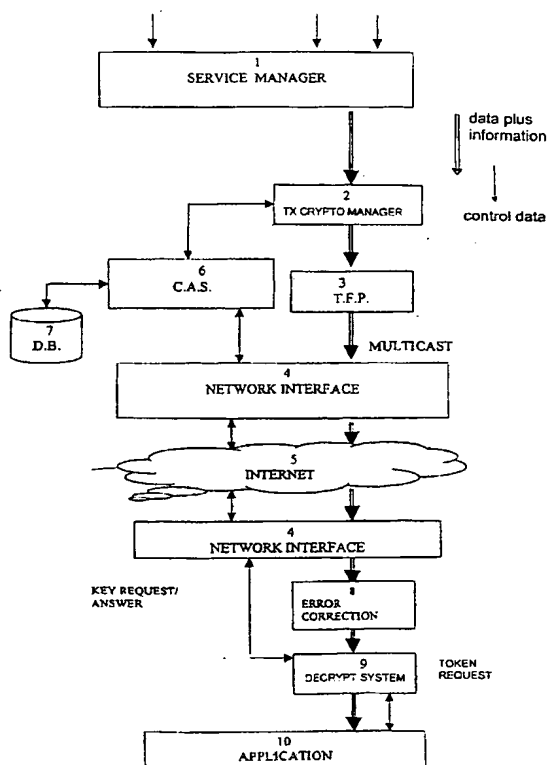 1
SERVICE MANAGER
data plus
information
control data
2
TX CRYPTO MANAGER
6
C.A.S.
3
T.F.P.
7
D.B.
MULTICAST
4
NETWORK INTERFACE
5
INTERNET
4
NETWORK INTERFACE
KEY REQUEST/
ANSWER
ERROR
CORRECTION
9
DECRYPT SYSTEM
TOKEN
REQUEST
10
APPLICATION